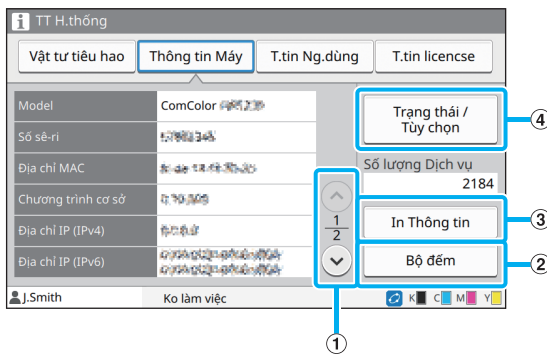 i TT H.thống
Vật tư tiêu hao Thông tin Máy T.tin Ng.dùng T.tin licencse
Model ComColor
Số sê-ri
Địa chỉ MAC
Chương trình cơ sở
Địa chỉ IP (IPv4)
Địa chỉ IP (IPv6)
1
2
Trạng thái /
Tùy chọn
④
Số lượng Dịch vụ
2184
In Thông tin
③
Bộ đếm
②
J.Smith Ko làm việc K C M Y
①